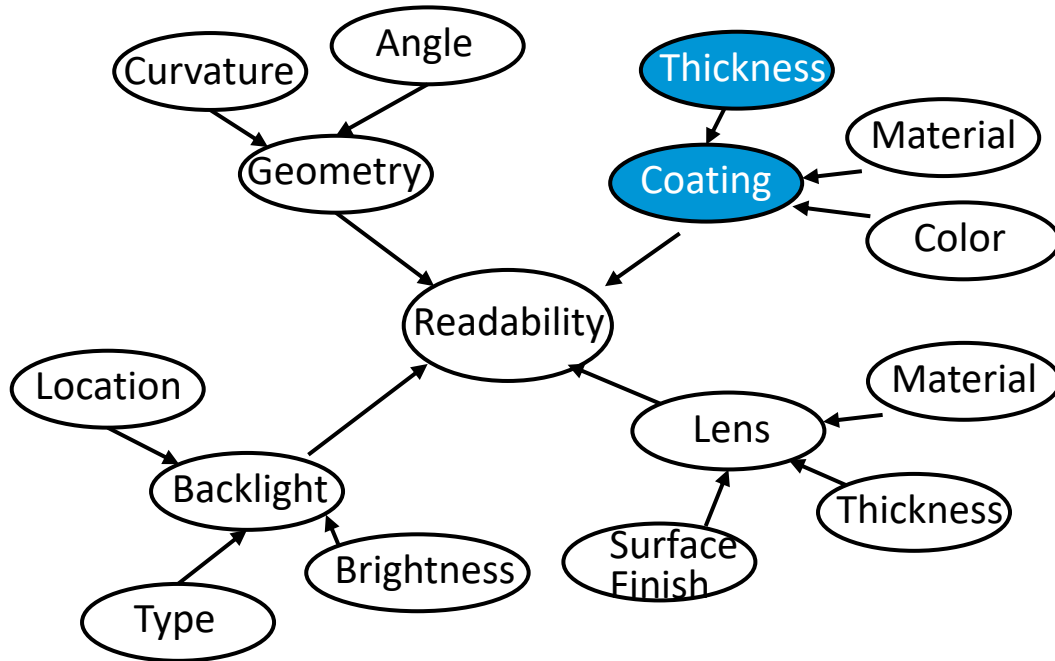 Angle
Curvature
Thickness
Material
Geometry
Coating
Color
Readability
Location
Material
Lens
Backlight
Thickness
Surface
Finish
Brightness
Type